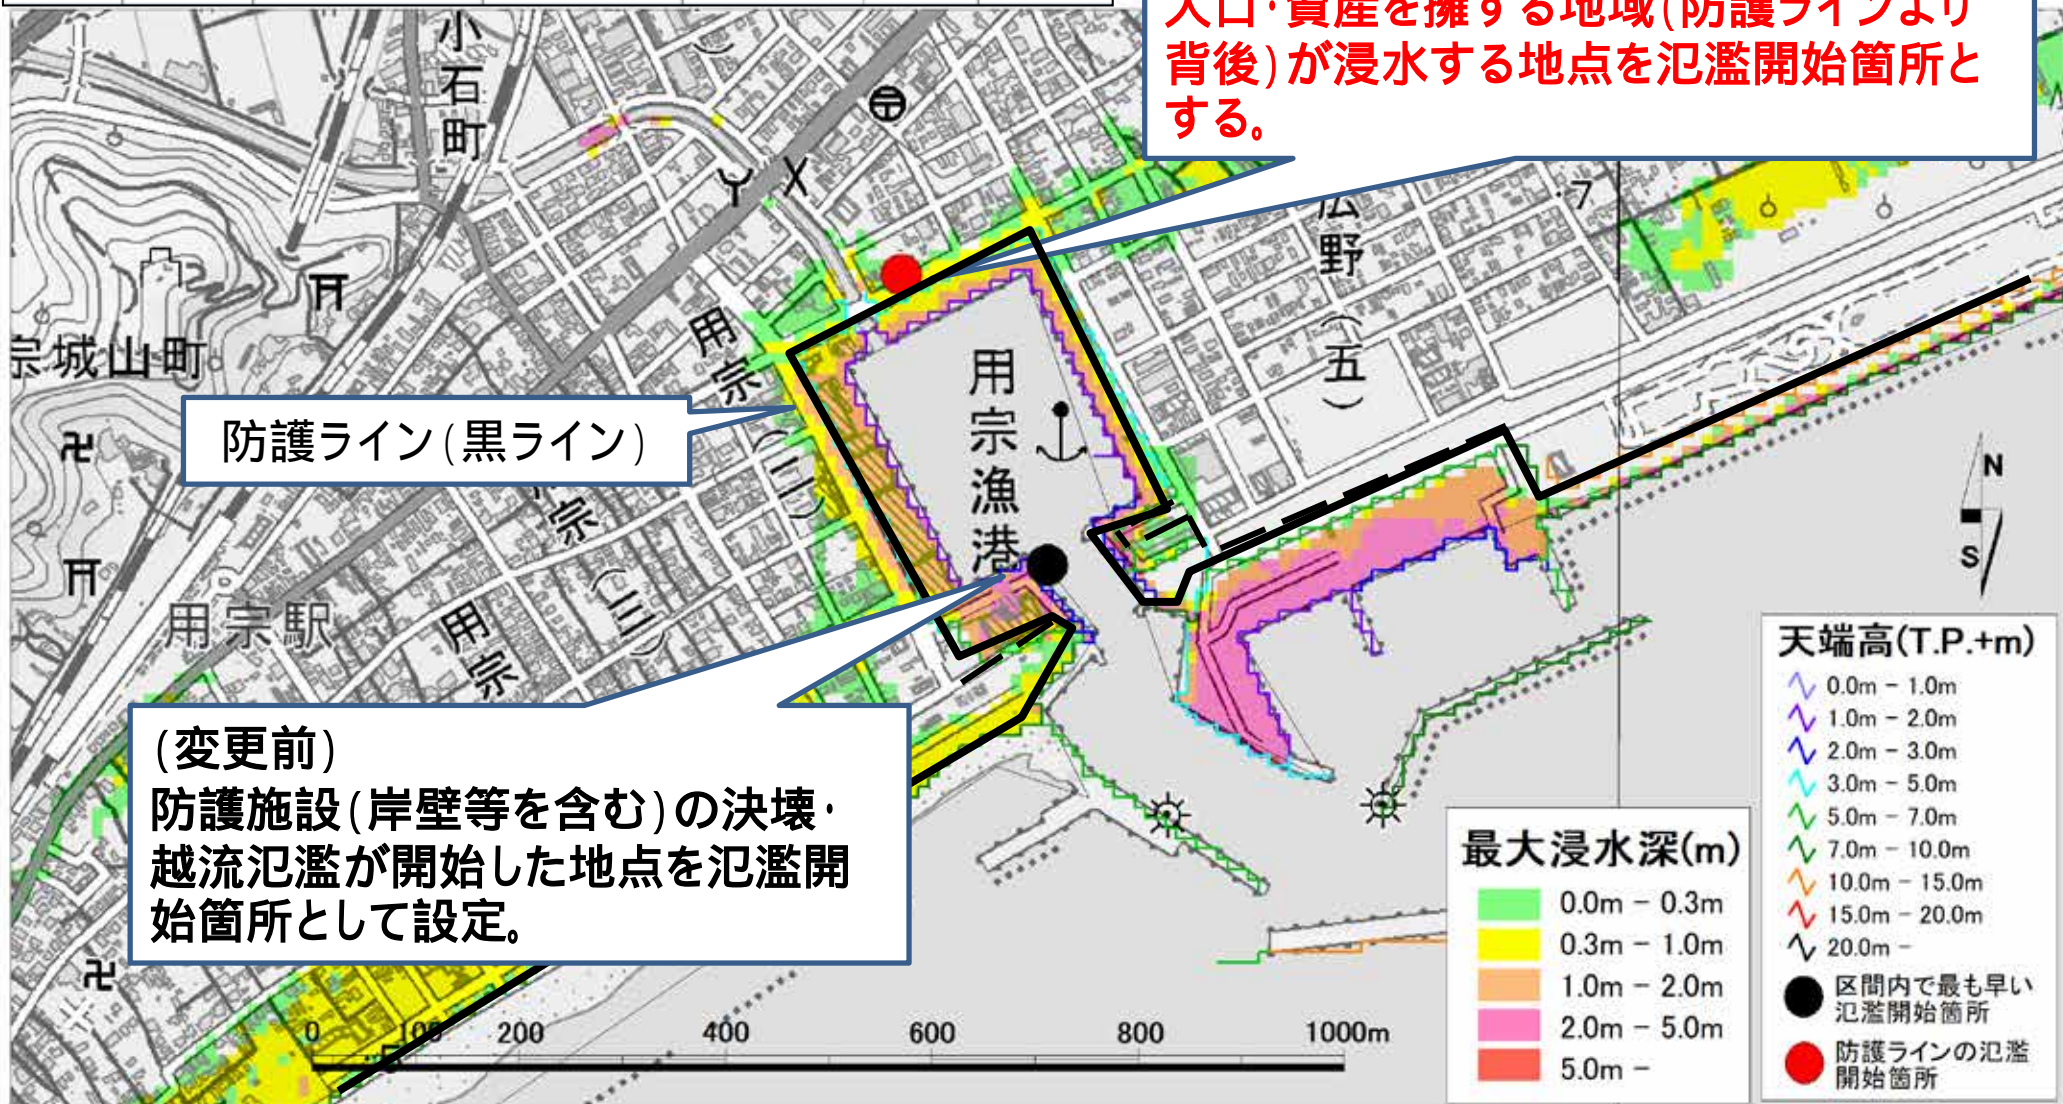 人口・資産を擁する地域(防護ラインより
背後)が浸水する地点を氾濫開始箇所と
する。
小石町
広野(五)
・7
用宗(二)
宗城山町
防護ライン(黒ライン)
用宗漁港
宗(三)
用宗駅
用宗
N
S
(変更前)
防護施設(岸壁等を含む)の決壊・
越流氾濫が開始した地点を氾濫開
始箇所として設定。
天端高(T.P.+m)
0.0m - 1.0m
1.0m - 2.0m
2.0m - 3.0m
3.0m - 5.0m
5.0m - 7.0m
7.0m - 10.0m
10.0m - 15.0m
15.0m - 20.0m
20.0m -
区間内で最も早い
氾濫開始箇所
防護ラインの氾濫
開始箇所
最大浸水深(m)
0.0m - 0.3m
0.3m - 1.0m
1.0m - 2.0m
2.0m - 5.0m
5.0m -
0 100 200 400 600 800 1000m